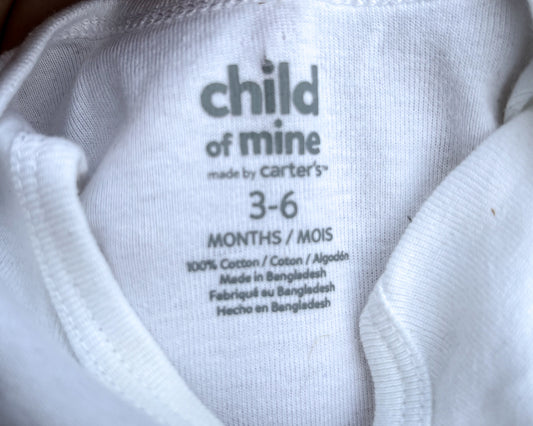 child
of mine
made by carter's™
3-6
MONTHS / MOIS
100% Cotton / Coton / Algodón
Made in Bangladesh
Fabriqué au Bangladesh
Hecho en Bangladesh